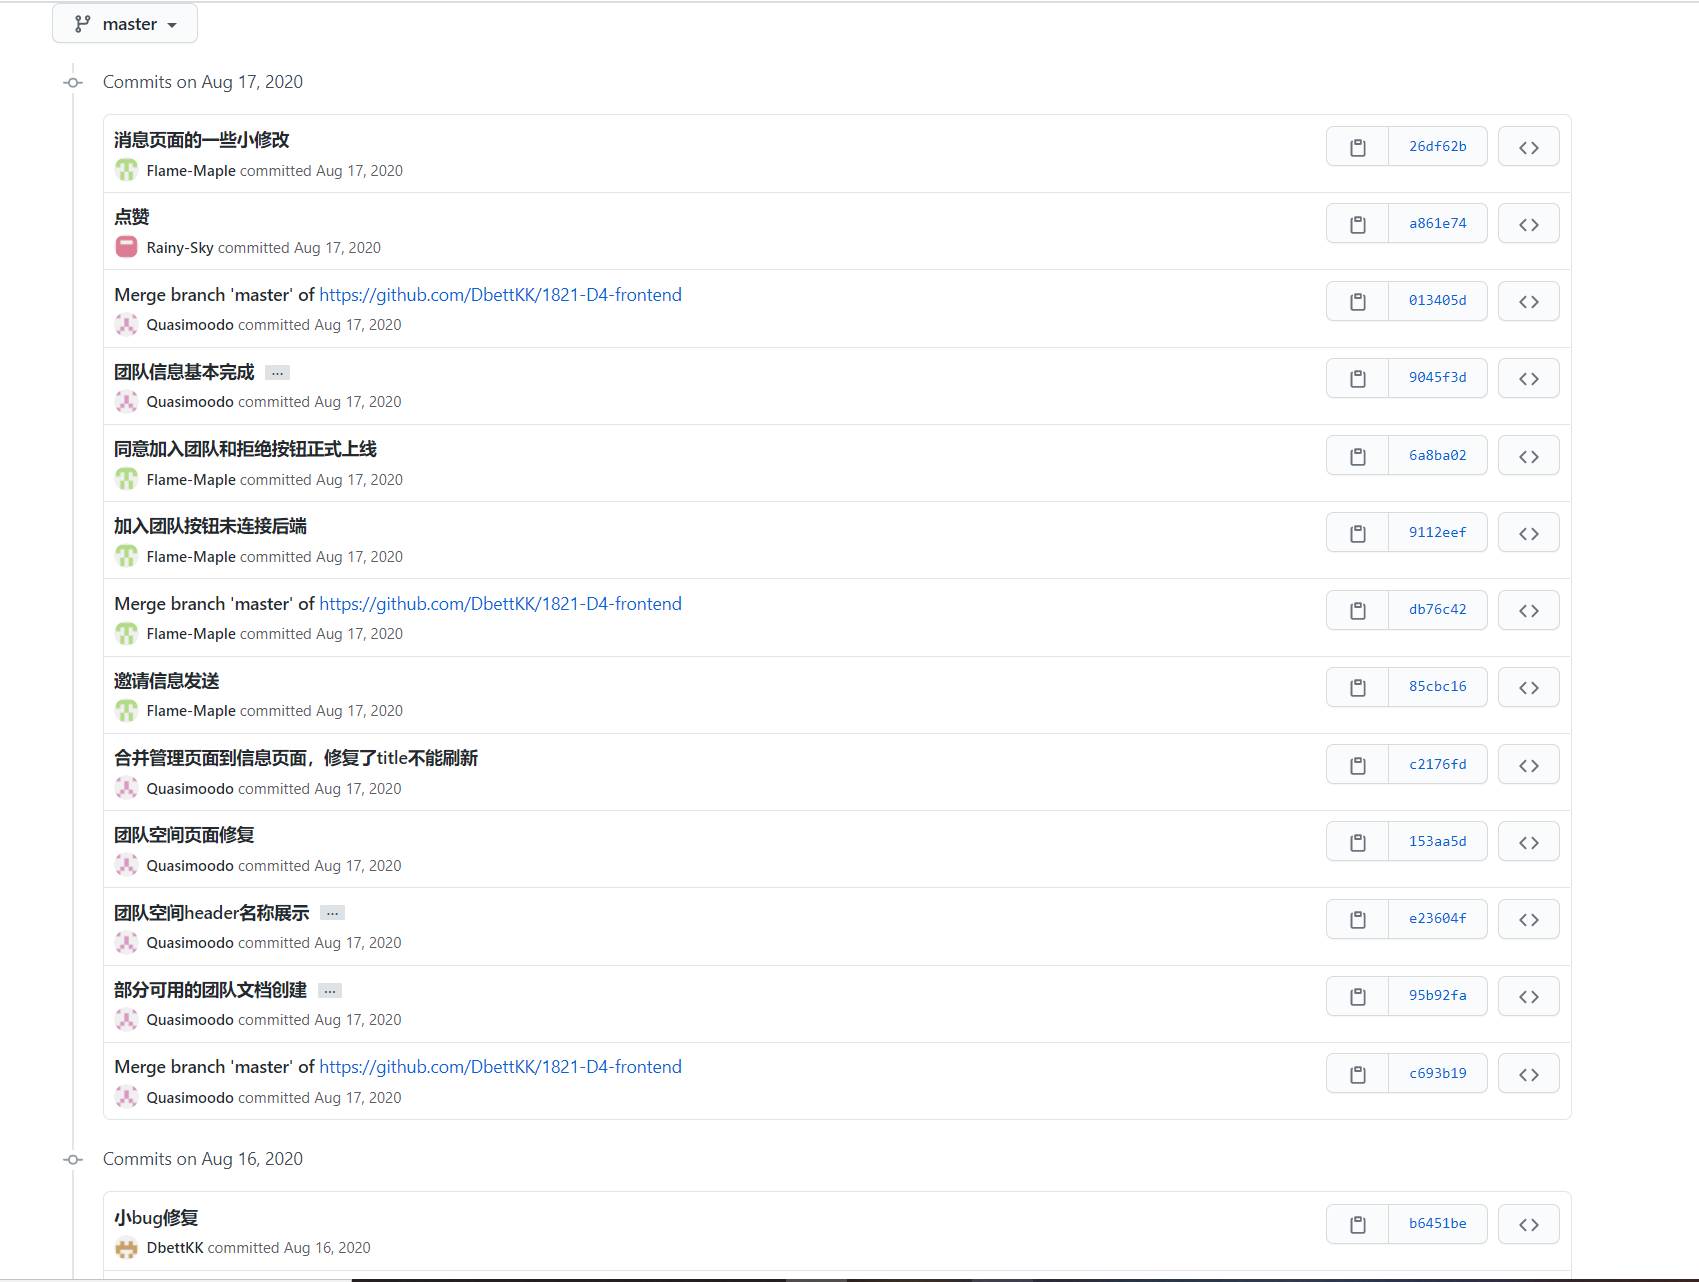 master
Commits on Aug 17, 2020
消息页面的一些小修改
26df62b
Flame-Maple committed Aug 17, 2020
点赞
a861e74
Rainy-Sky committed Aug 17, 2020
Merge branch 'master' of https://github.com/DbettKK/1821-D4-frontend
013405d
Quasimoodo committed Aug 17, 2020
团队信息基本完成 ...
9045f3d
Quasimoodo committed Aug 17, 2020
同意加入团队和拒绝按钮正式上线
6a8ba02
Flame-Maple committed Aug 17, 2020
加入团队按钮未连接后端
9112eef
Flame-Maple committed Aug 17, 2020
Merge branch 'master' of https://github.com/DbettKK/1821-D4-frontend
db76c42
Flame-Maple committed Aug 17, 2020
邀请信息发送
85cbc16
Flame-Maple committed Aug 17, 2020
合并管理页面到信息页面，修复了title不能刷新
c2176fd
Quasimoodo committed Aug 17, 2020
团队空间页面修复
153aa5d
Quasimoodo committed Aug 17, 2020
团队空间header名称展示 ...
e23604f
Quasimoodo committed Aug 17, 2020
部分可用的团队文档创建 ...
95b92fa
Quasimoodo committed Aug 17, 2020
Merge branch 'master' of https://github.com/DbettKK/1821-D4-frontend
c693b19
Quasimoodo committed Aug 17, 2020
Commits on Aug 16, 2020
小bug修复
b6451be
DbettKK committed Aug 16, 2020